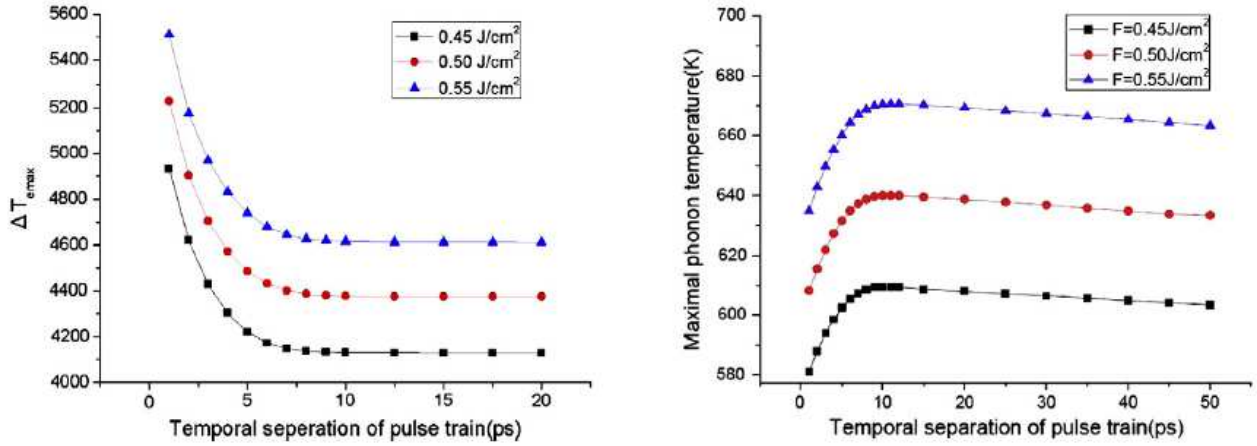 5600
5400
5200
5000
4800
4600
4400
4200
4000
ΔTemax
0.45 J/cm²
0.50 J/cm²
0.55 J/cm²
0 5 10 15 20
Temporal seperation of pulse train(ps)
700
680
660
640
620
600
580
Maximal phonon temperature(K)
F=0.45J/cm²
F=0.50J/cm²
F=0.55J/cm²
0 10 20 30 40 50
Temporal separation of pulse train(ps)